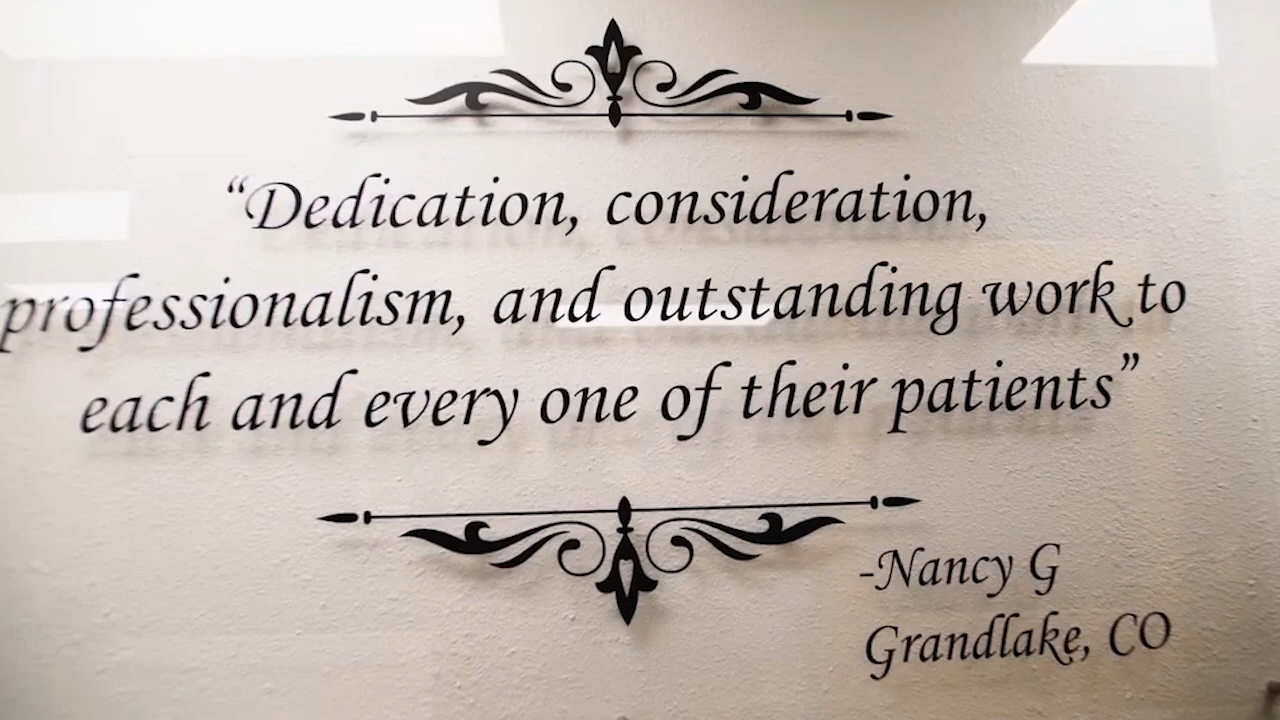 “Dedication, consideration,
professionalism, and outstanding work to
each and every one of their patients”
-Nancy G
Grandlake, CO